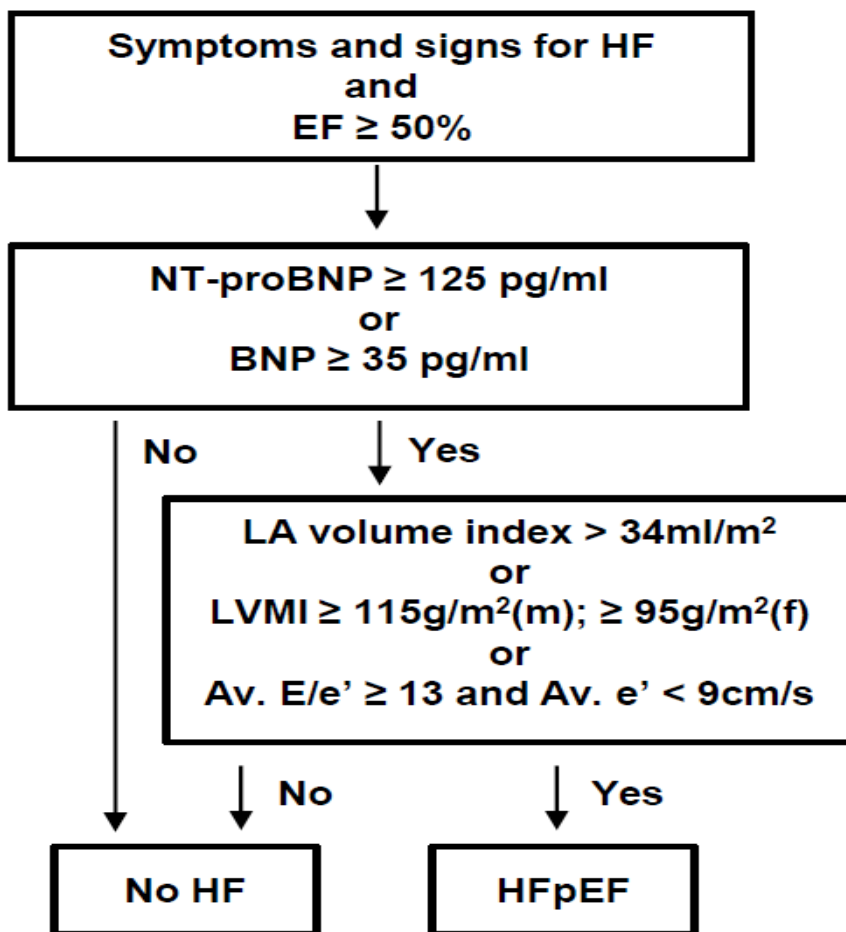 Symptoms and signs for HF
and
EF ≥ 50%
NT-proBNP ≥ 125 pg/ml
or
BNP ≥ 35 pg/ml
No
Yes
LA volume index > 34ml/m²
or
LVMI ≥ 115g/m²(m); ≥ 95g/m²(f)
or
Av. E/e’ ≥ 13 and Av. e’ < 9cm/s
No
Yes
No HF
HFpEF